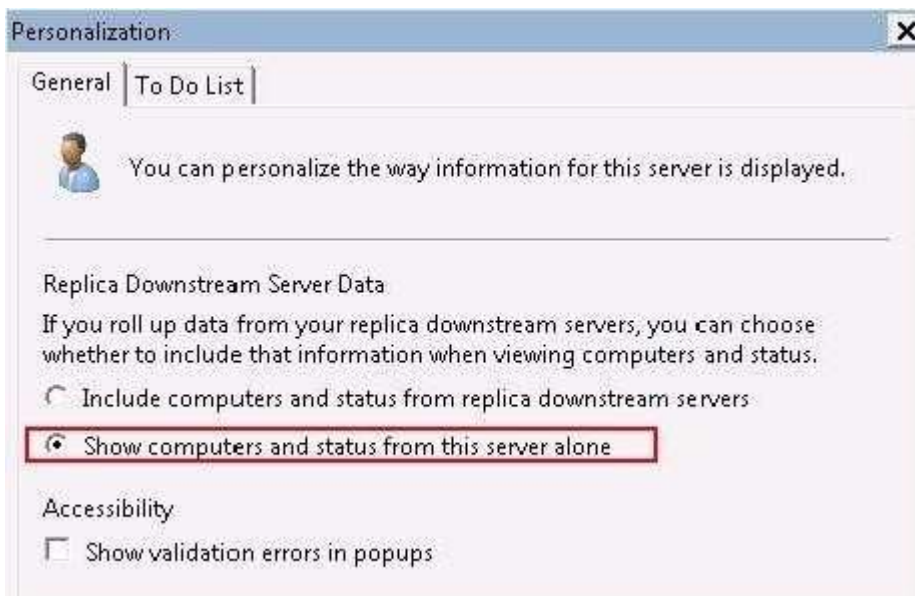 Personalization
General
To Do List
You can personalize the way information for this server is displayed.
Replica Downstream Server Data
If you roll up data from your replica downstream servers, you can choose
whether to include that information when viewing computers and status.
Include computers and status from replica downstream servers
Show computers and status from this server alone
Accessibility
Show validation errors in popups